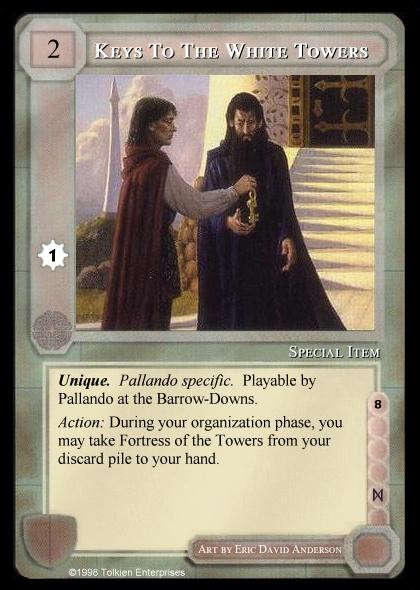 2
Keys To The White Towers
1
Special Item
Unique. Pallando specific. Playable by
Pallando at the Barrow-Downs.
8
Action: During your organization phase, you
may take Fortress of the Towers from your
discard pile to your hand.
ᛞ
Art by Eric David Anderson
©1998 Tolkien Enterprises